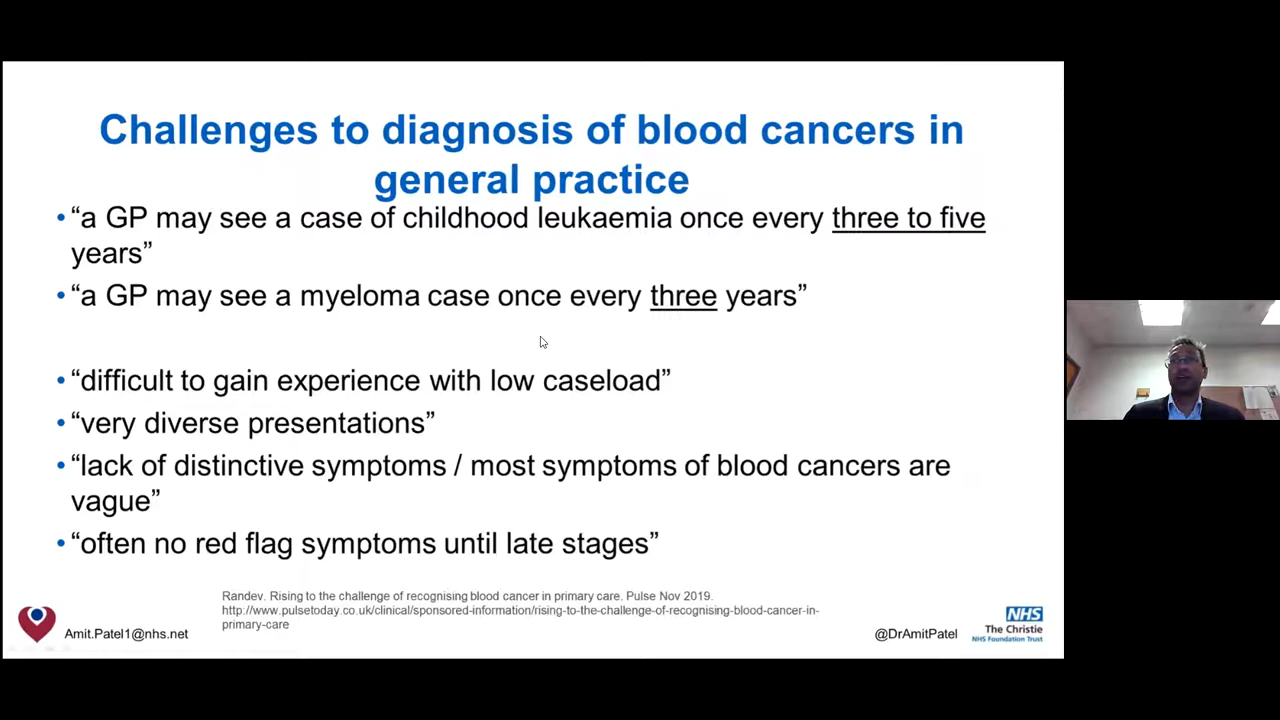 Challenges to diagnosis of blood cancers in
general practice
• “a GP may see a case of childhood leukaemia once every three to five
years”
• “a GP may see a myeloma case once every three years”
• “difficult to gain experience with low caseload”
• “very diverse presentations”
• “lack of distinctive symptoms / most symptoms of blood cancers are
vague”
• “often no red flag symptoms until late stages”
Randev. Rising to the challenge of recognising blood cancer in primary care. Pulse Nov 2019.
http://www.pulsetoday.co.uk/clinical/sponsored-information/rising-to-the-challenge-of-recognising-blood-cancer-in-
primary-care
Amit.Patel1@nhs.net
@DrAmitPatel
NHS
The Christie
NHS Foundation Trust